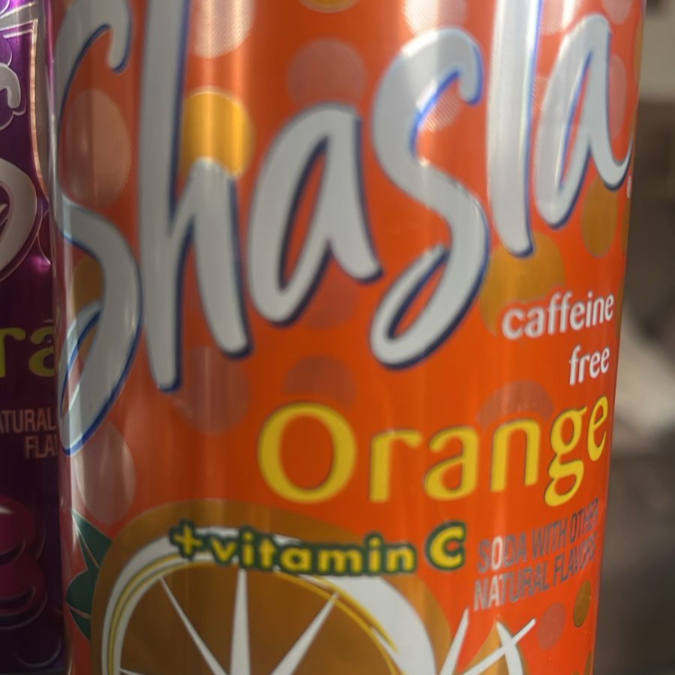 Shasta
caffeine
free
Orange
+vitamin C
SODA WITH OTHER
NATURAL FLAVORS